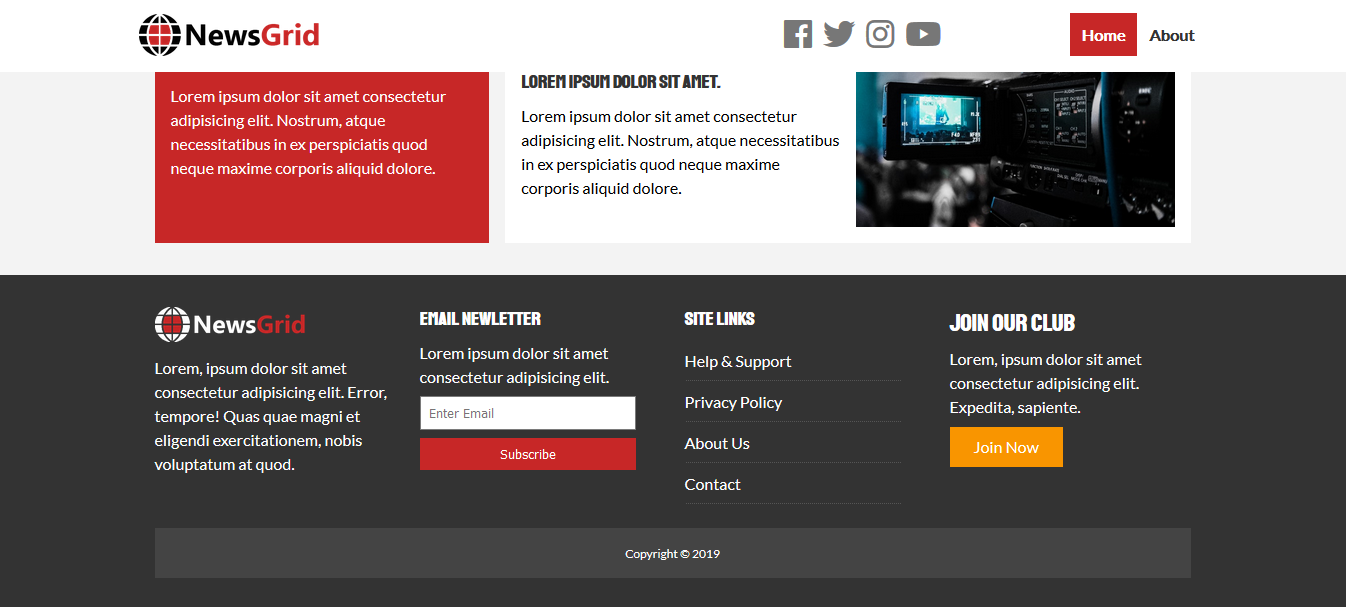 NewsGrid
Home
About
Lorem ipsum dolor sit amet consectetur
adipisicing elit. Nostrum, atque
necessitatibus in ex perspiciatis quod
neque maxime corporis aliquid dolore.
LOREM IPSUM DOLOR SIT AMET.
Lorem ipsum dolor sit amet consectetur
adipisicing elit. Nostrum, atque necessitatibus
in ex perspiciatis quod neque maxime
corporis aliquid dolore.
NewsGrid
Lorem, ipsum dolor sit amet
consectetur adipisicing elit. Error,
tempore! Quas quae magni et
eligendi exercitationem, nobis
voluptatum at quod.
EMAIL NEWLETTER
Lorem ipsum dolor sit amet
consectetur adipisicing elit.
Enter Email
Subscribe
SITE LINKS
Help & Support
Privacy Policy
About Us
Contact
JOIN OUR CLUB
Lorem, ipsum dolor sit amet
consectetur adipisicing elit.
Expedita, sapiente.
Join Now
Copyright © 2019